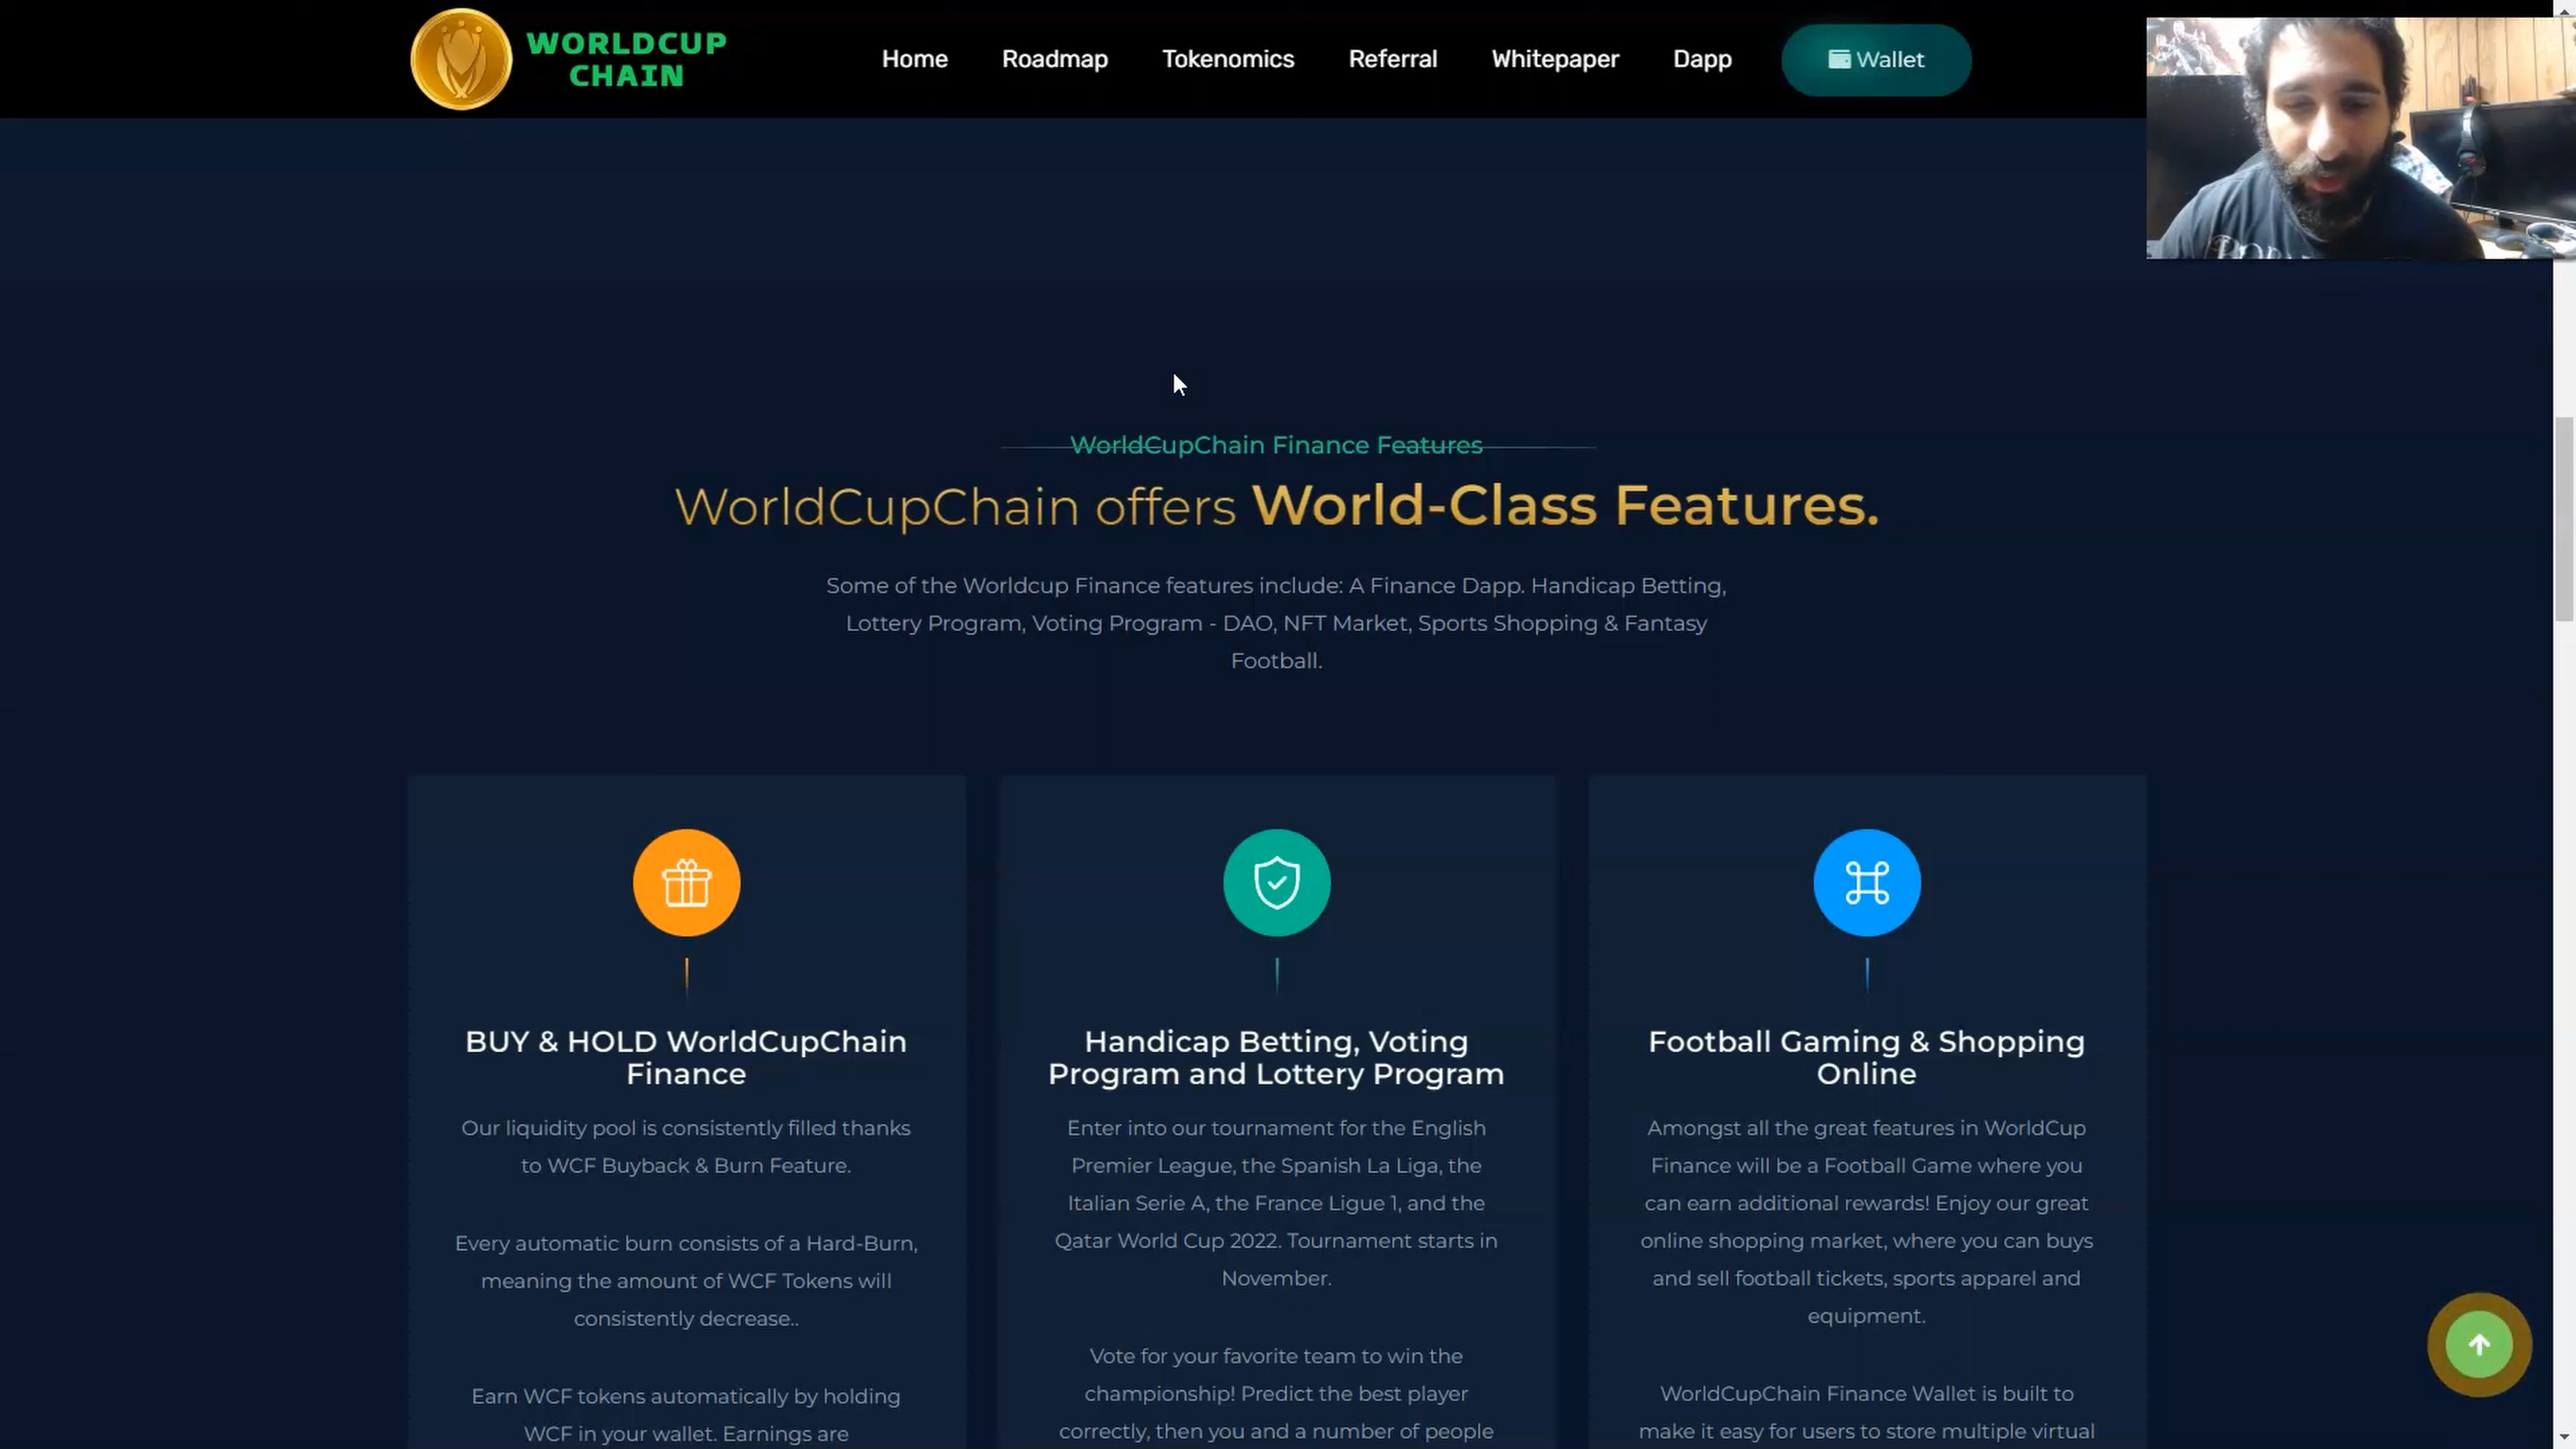 WORLDCUP
CHAIN
Home
Roadmap
Tokenomics
Referral
Whitepaper
Dapp
Wallet
WorldCupChain Finance Features
WorldCupChain offers World-Class Features.
Some of the Worldcup Finance features include: A Finance Dapp. Handicap Betting,
Lottery Program, Voting Program - DAO, NFT Market, Sports Shopping & Fantasy
Football.
BUY & HOLD WorldCupChain
Finance
Our liquidity pool is consistently filled thanks
to WCF Buyback & Burn Feature.
Every automatic burn consists of a Hard-Burn,
meaning the amount of WCF Tokens will
consistently decrease..
Earn WCF tokens automatically by holding
WCF in your wallet. Earnings are
Handicap Betting, Voting
Program and Lottery Program
Enter into our tournament for the English
Premier League, the Spanish La Liga, the
Italian Serie A, the France Ligue 1, and the
Qatar World Cup 2022. Tournament starts in
November.
Vote for your favorite team to win the
championship! Predict the best player
correctly, then you and a number of people
Football Gaming & Shopping
Online
Amongst all the great features in WorldCup
Finance will be a Football Game where you
can earn additional rewards! Enjoy our great
online shopping market, where you can buys
and sell football tickets, sports apparel and
equipment.
WorldCupChain Finance Wallet is built to
make it easy for users to store multiple virtual